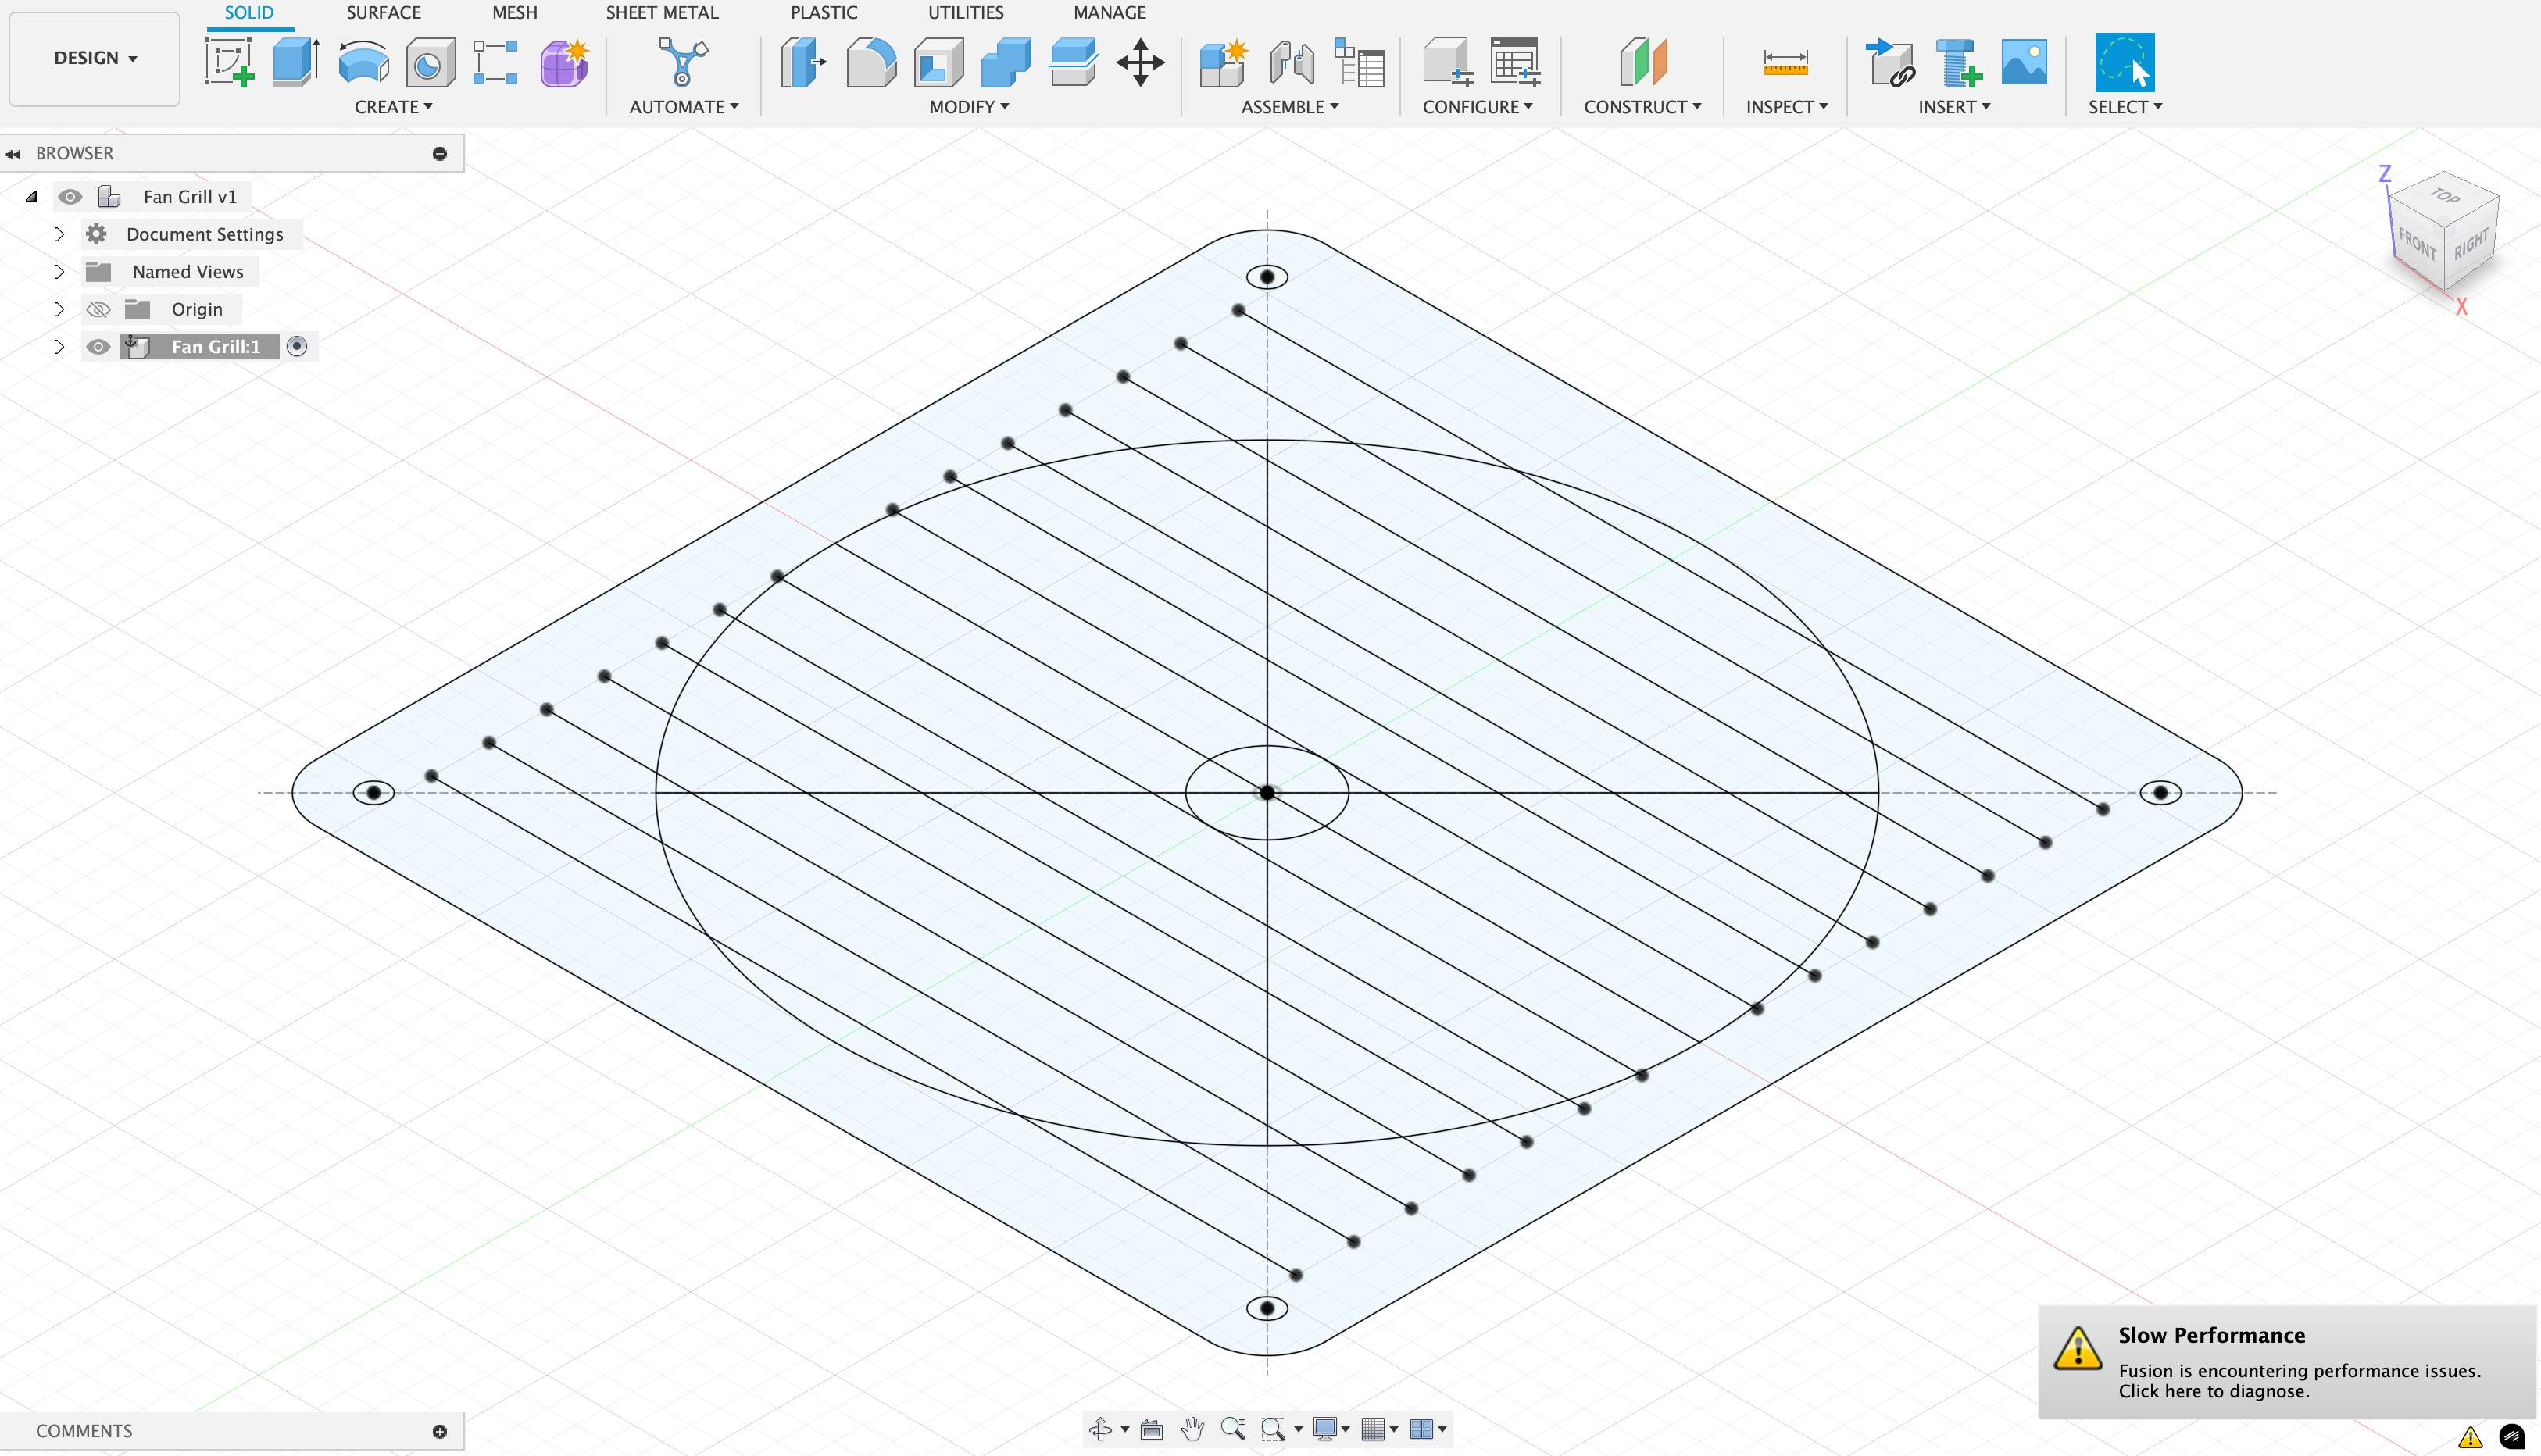 SOLID SURFACE MESH SHEET METAL PLASTIC UTILITIES MANAGE
DESIGN
CREATE AUTOMATE MODIFY ASSEMBLE CONFIGURE CONSTRUCT INSPECT INSERT SELECT
BROWSER
Fan Grill v1
Document Settings
Named Views
Origin
Fan Grill:1
Z
TOP
FRONT
RIGHT
X
Slow Performance
Fusion is encountering performance issues.
Click here to diagnose.
COMMENTS